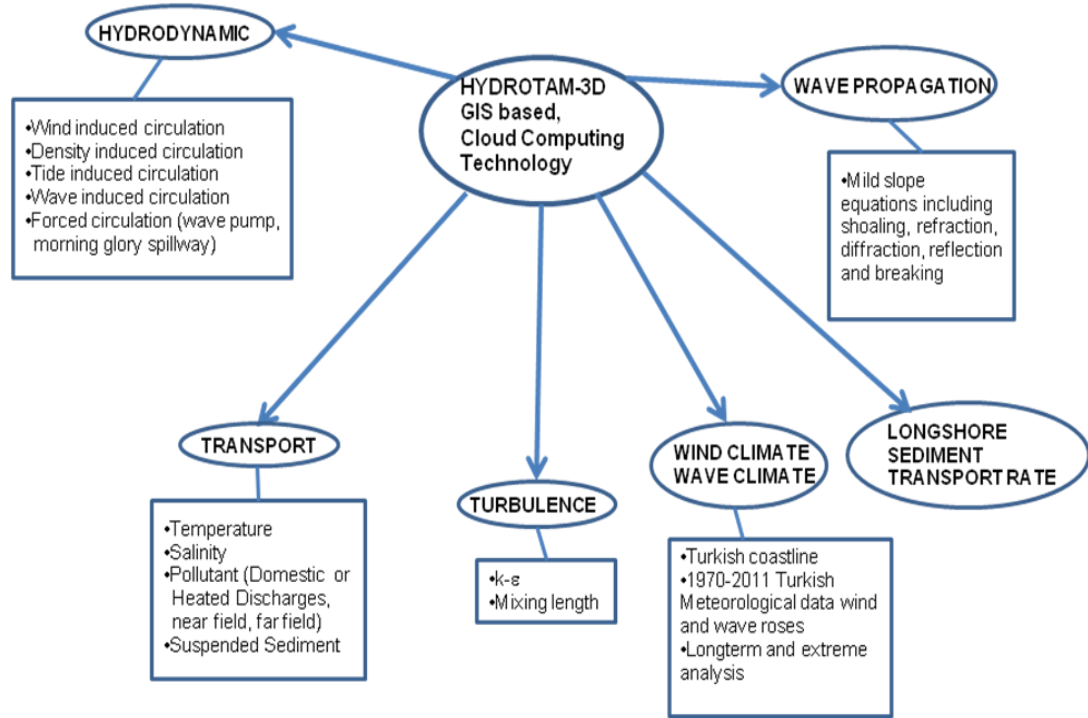 HYDRODYNAMIC
•Wind induced circulation
•Density induced circulation
•Tide induced circulation
•Wave induced circulation
•Forced circulation (wave pump,
morning glory spillway)
HYDROTAM-3D
GIS based,
Cloud Computing
Technology
WAVE PROPAGATION
•Mild slope
equations including
shoaling, refraction,
diffraction, reflection
and breaking
TRANSPORT
•Temperature
•Salinity
•Pollutant (Domestic or
Heated Discharges,
near field, far field)
•Suspended Sediment
TURBULENCE
•k-ε
•Mixing length
WIND CLIMATE
WAVE CLIMATE
•Turkish coastline
•1970-2011 Turkish
Meteorological data wind
and wave roses
•Longterm and extreme
analysis
LONGSHORE
SEDIMENT
TRANSPORT RATE